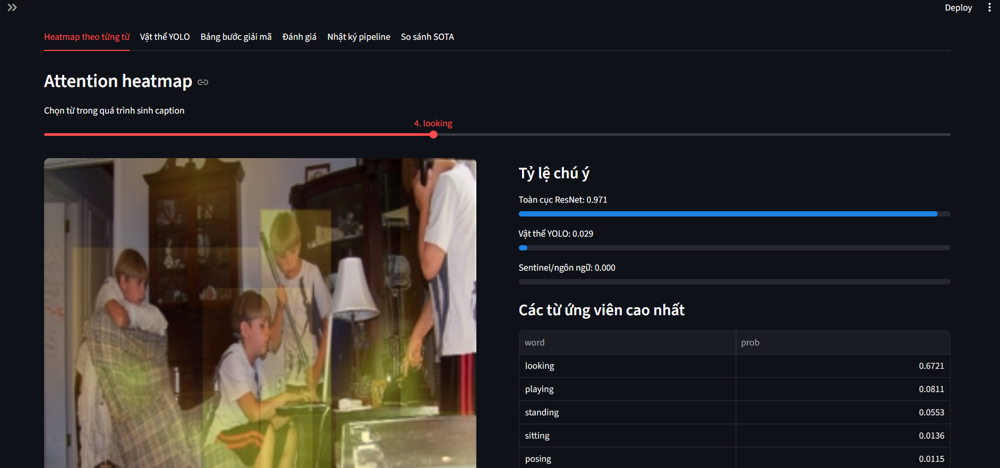 Deploy
Heatmap theo từng từ
Vật thể YOLO
Bảng bước giải mã
Đánh giá
Nhật ký pipeline
So sánh SOTA
Attention heatmap
Chọn từ trong quá trình sinh caption
4. looking
Tỷ lệ chú ý
Toàn cục ResNet: 0.971
Vật thể YOLO: 0.029
Sentinel/ngôn ngữ: 0.000
Các từ ứng viên cao nhất
word prob
looking 0.6721
playing 0.0811
standing 0.0553
sitting 0.0136
posing 0.0115